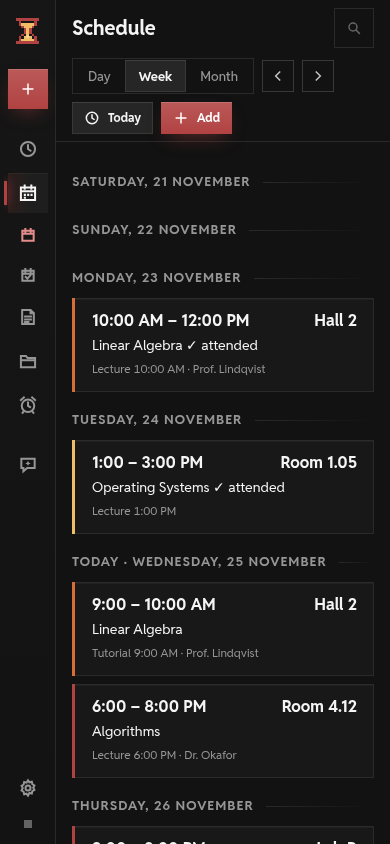 Schedule
Day Week Month
Today Add
SATURDAY, 21 NOVEMBER
SUNDAY, 22 NOVEMBER
MONDAY, 23 NOVEMBER
10:00 AM – 12:00 PM Hall 2
Linear Algebra ✓ attended
Lecture 10:00 AM · Prof. Lindqvist
TUESDAY, 24 NOVEMBER
1:00 – 3:00 PM Room 1.05
Operating Systems ✓ attended
Lecture 1:00 PM
TODAY · WEDNESDAY, 25 NOVEMBER
9:00 – 10:00 AM Hall 2
Linear Algebra
Tutorial 9:00 AM · Prof. Lindqvist
6:00 – 8:00 PM Room 4.12
Algorithms
Lecture 6:00 PM · Dr. Okafor
THURSDAY, 26 NOVEMBER